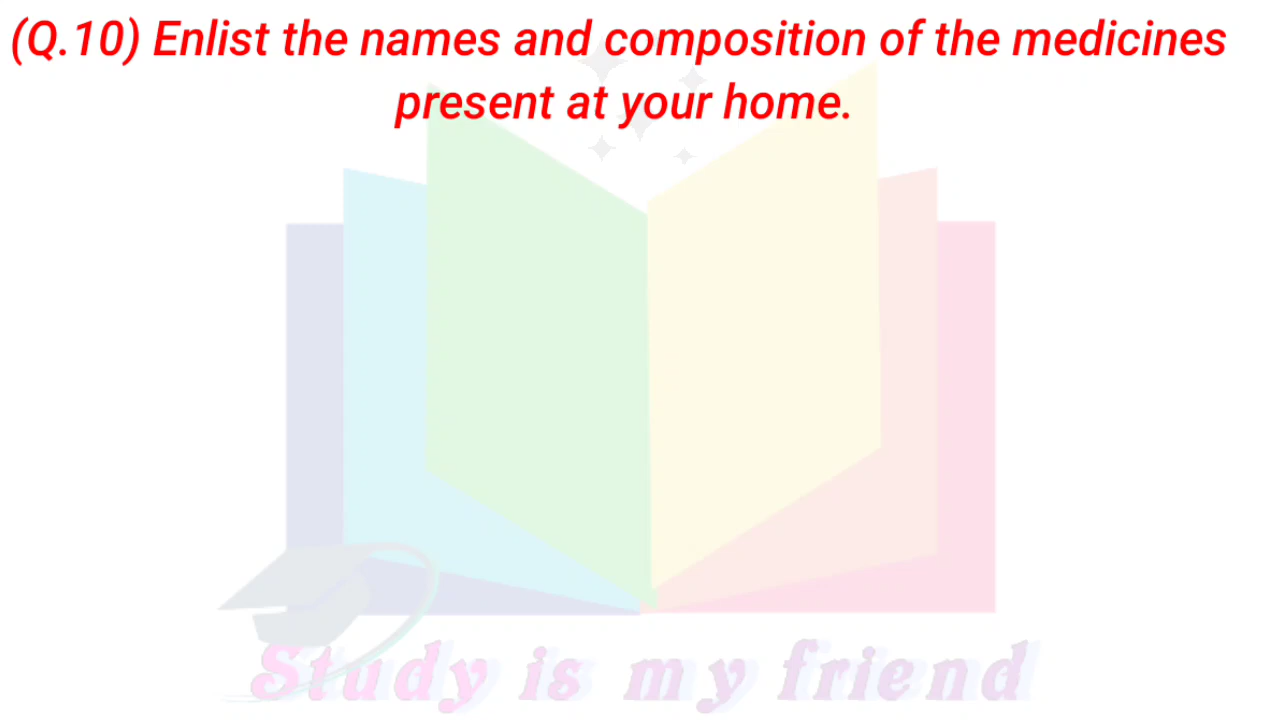 (Q.10) Enlist the names and composition of the medicines
present at your home.
Study is my friend